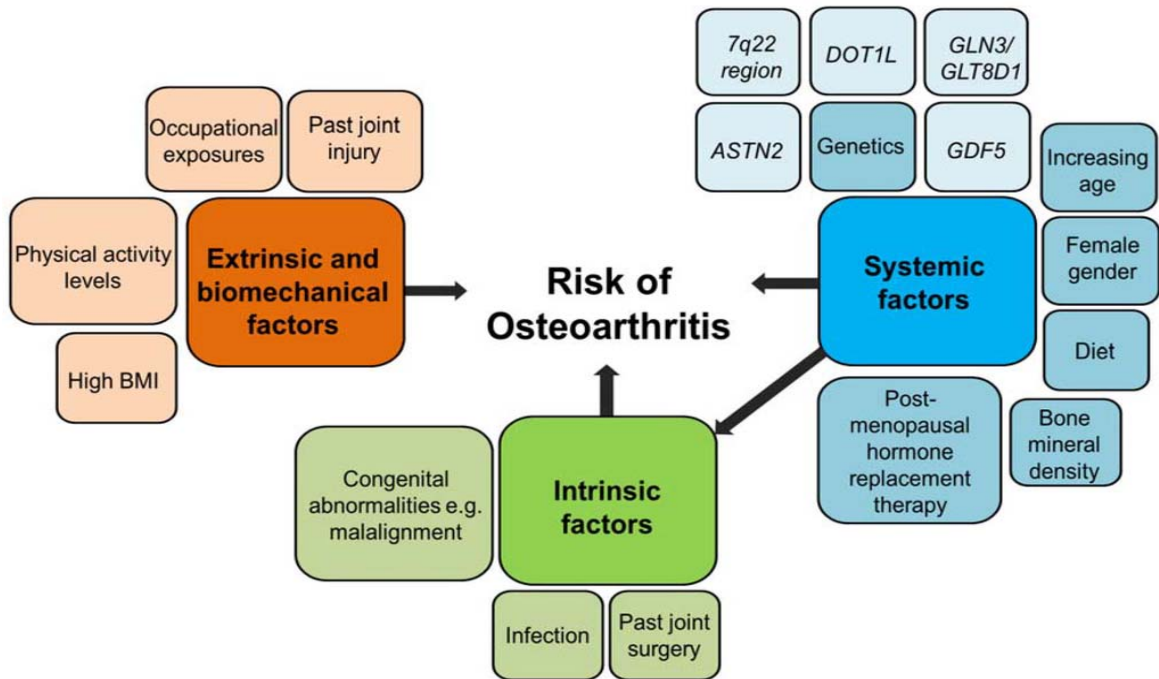 7q22
region
DOT1L
GLN3/
GLT8D1
Occupational
exposures
Past joint
injury
ASTN2
Genetics
GDF5
Increasing
age
Physical activity
levels
Extrinsic and
biomechanical
factors
Risk of
Osteoarthritis
Systemic
factors
Female
gender
High BMI
Diet
Post-
menopausal
hormone
replacement
therapy
Bone
mineral
density
Congenital
abnormalities e.g.
malalignment
Intrinsic
factors
Infection
Past joint
surgery